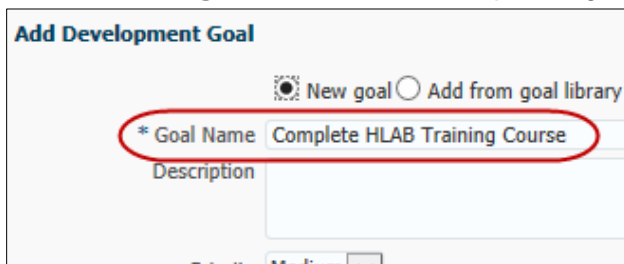 Add Development Goal
New goal Add from goal library
* Goal Name Complete HLAB Training Course
Description
Medium